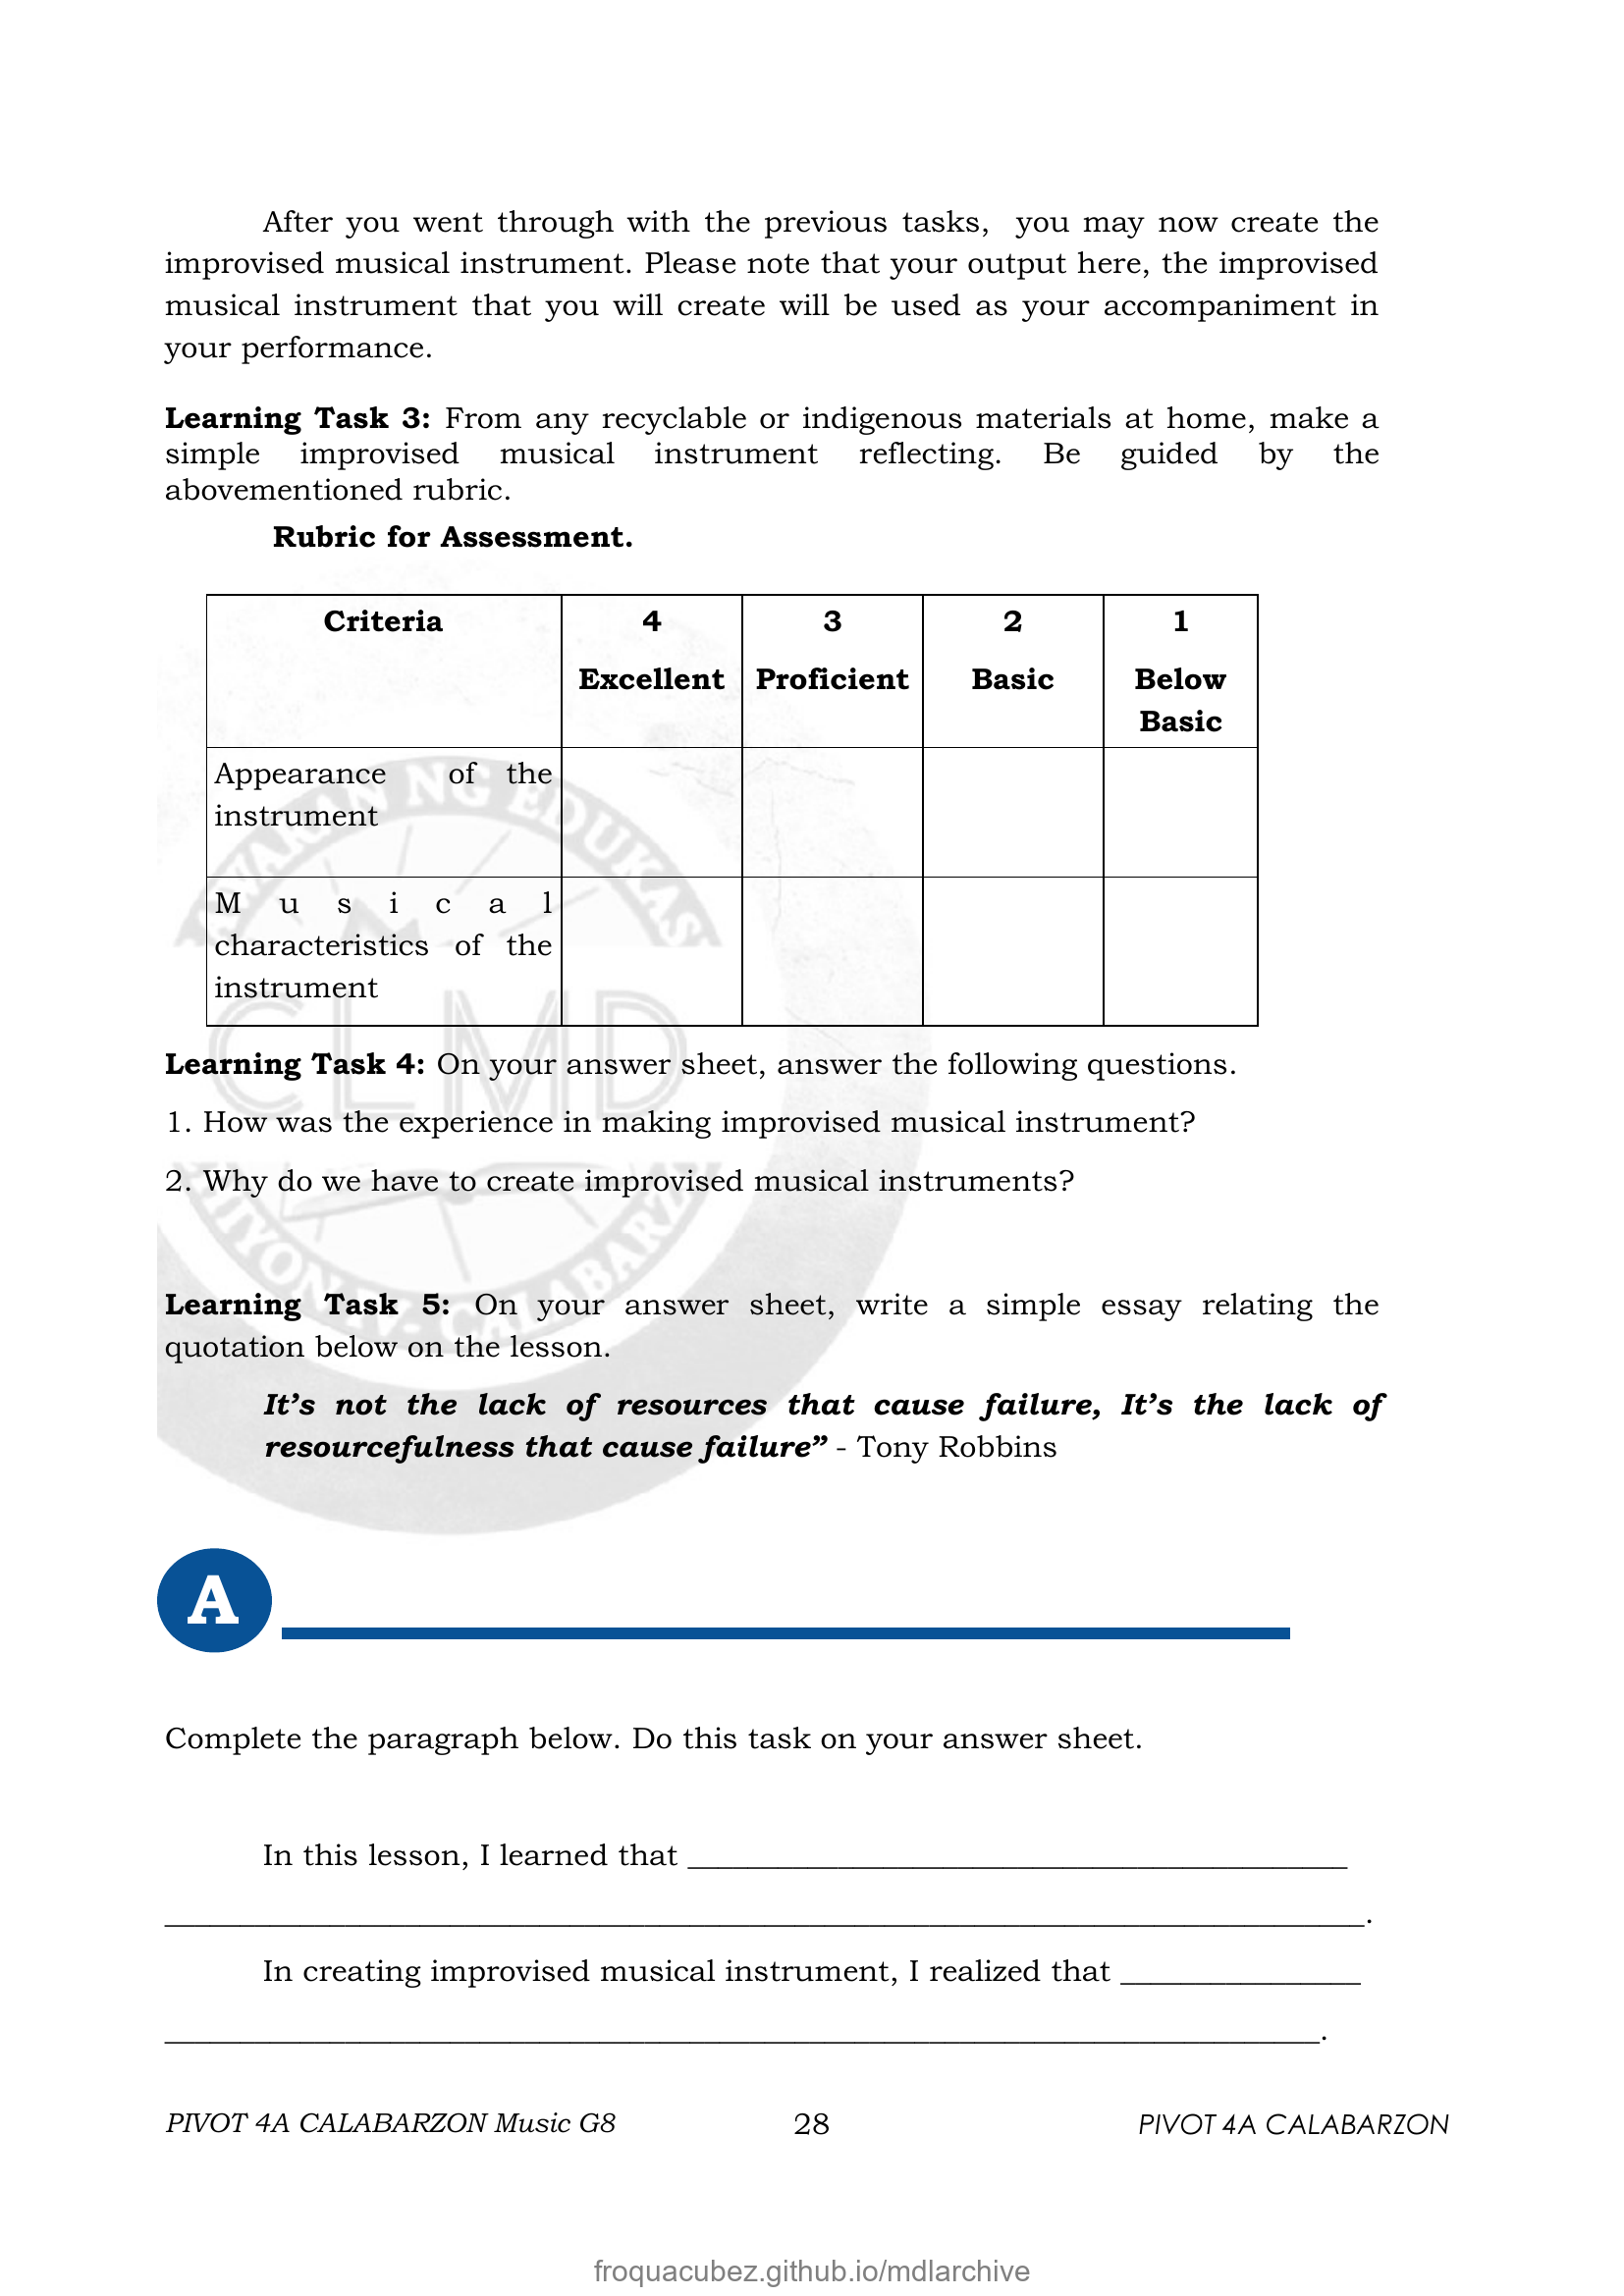 After you went through with the previous tasks, you may now create the
improvised musical instrument. Please note that your output here, the improvised
musical instrument that you will create will be used as your accompaniment in
your performance.
Learning Task 3: From any recyclable or indigenous materials at home, make a
simple improvised musical instrument reflecting. Be guided by the
abovementioned rubric.
Rubric for Assessment.
Criteria 4 3 2 1
Excellent Proficient Basic Below
Basic
Appearance of the
instrument
M u s i c a l
characteristics of the
instrument
CLMD
Learning Task 4: On your answer sheet, answer the following questions.
1. How was the experience in making improvised musical instrument?
2. Why do we have to create improvised musical instruments?
Learning Task 5: On your answer sheet, write a simple essay relating the
quotation below on the lesson.
It’s not the lack of resources that cause failure, It’s the lack of
resourcefulness that cause failure” - Tony Robbins
A
Complete the paragraph below. Do this task on your answer sheet.
In this lesson, I learned that ____________________________________________
________________________________________________________________________________.
In creating improvised musical instrument, I realized that ________________
_____________________________________________________________________________.
PIVOT 4A CALABARZON Music G8 28 PIVOT 4A CALABARZON
froquacubez.github.io/mdlarchive